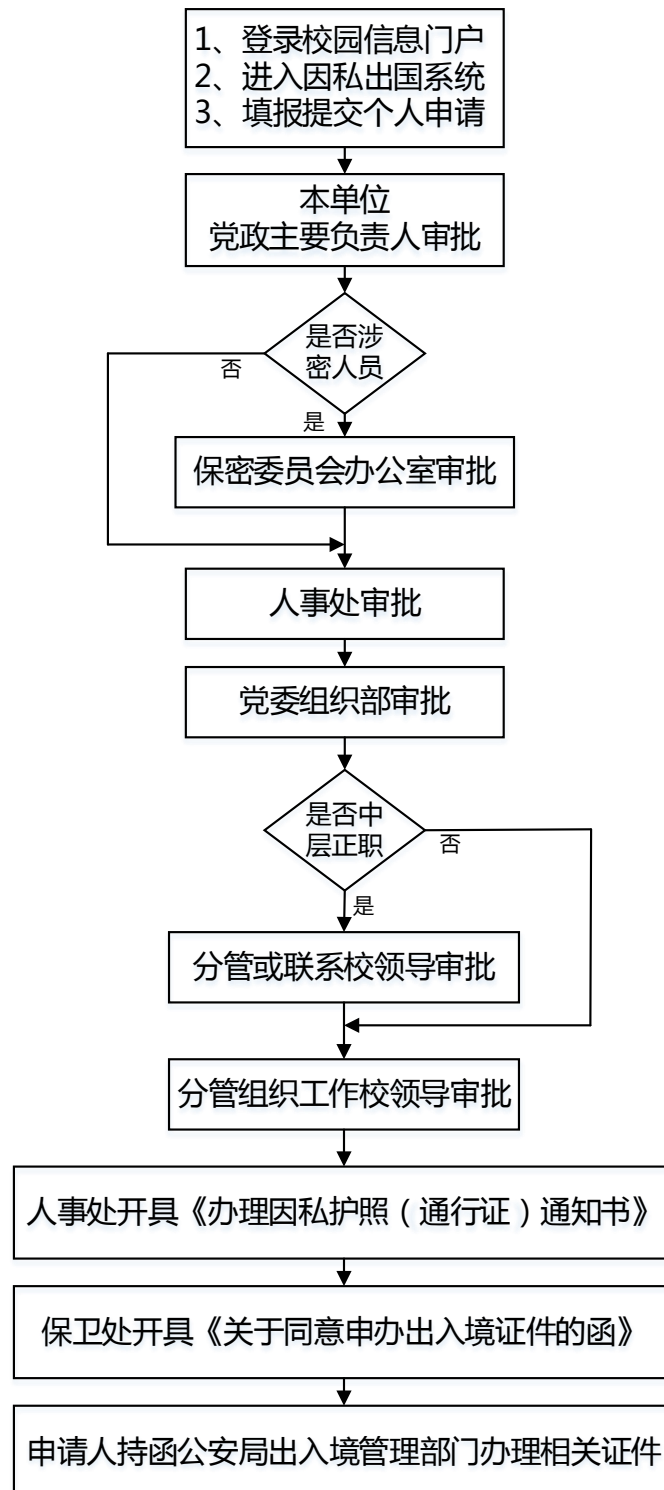 1、登录校园信息门户
2、进入因私出国系统
3、填报提交个人申请
本单位
党政主要负责人审批
是否涉
密人员
否
是
保密委员会办公室审批
人事处审批
党委组织部审批
是否中
层正职
否
是
分管或联系校领导审批
分管组织工作校领导审批
人事处开具《办理因私护照（通行证）通知书》
保卫处开具《关于同意申办出入境证件的函》
申请人持函公安局出入境管理部门办理相关证件